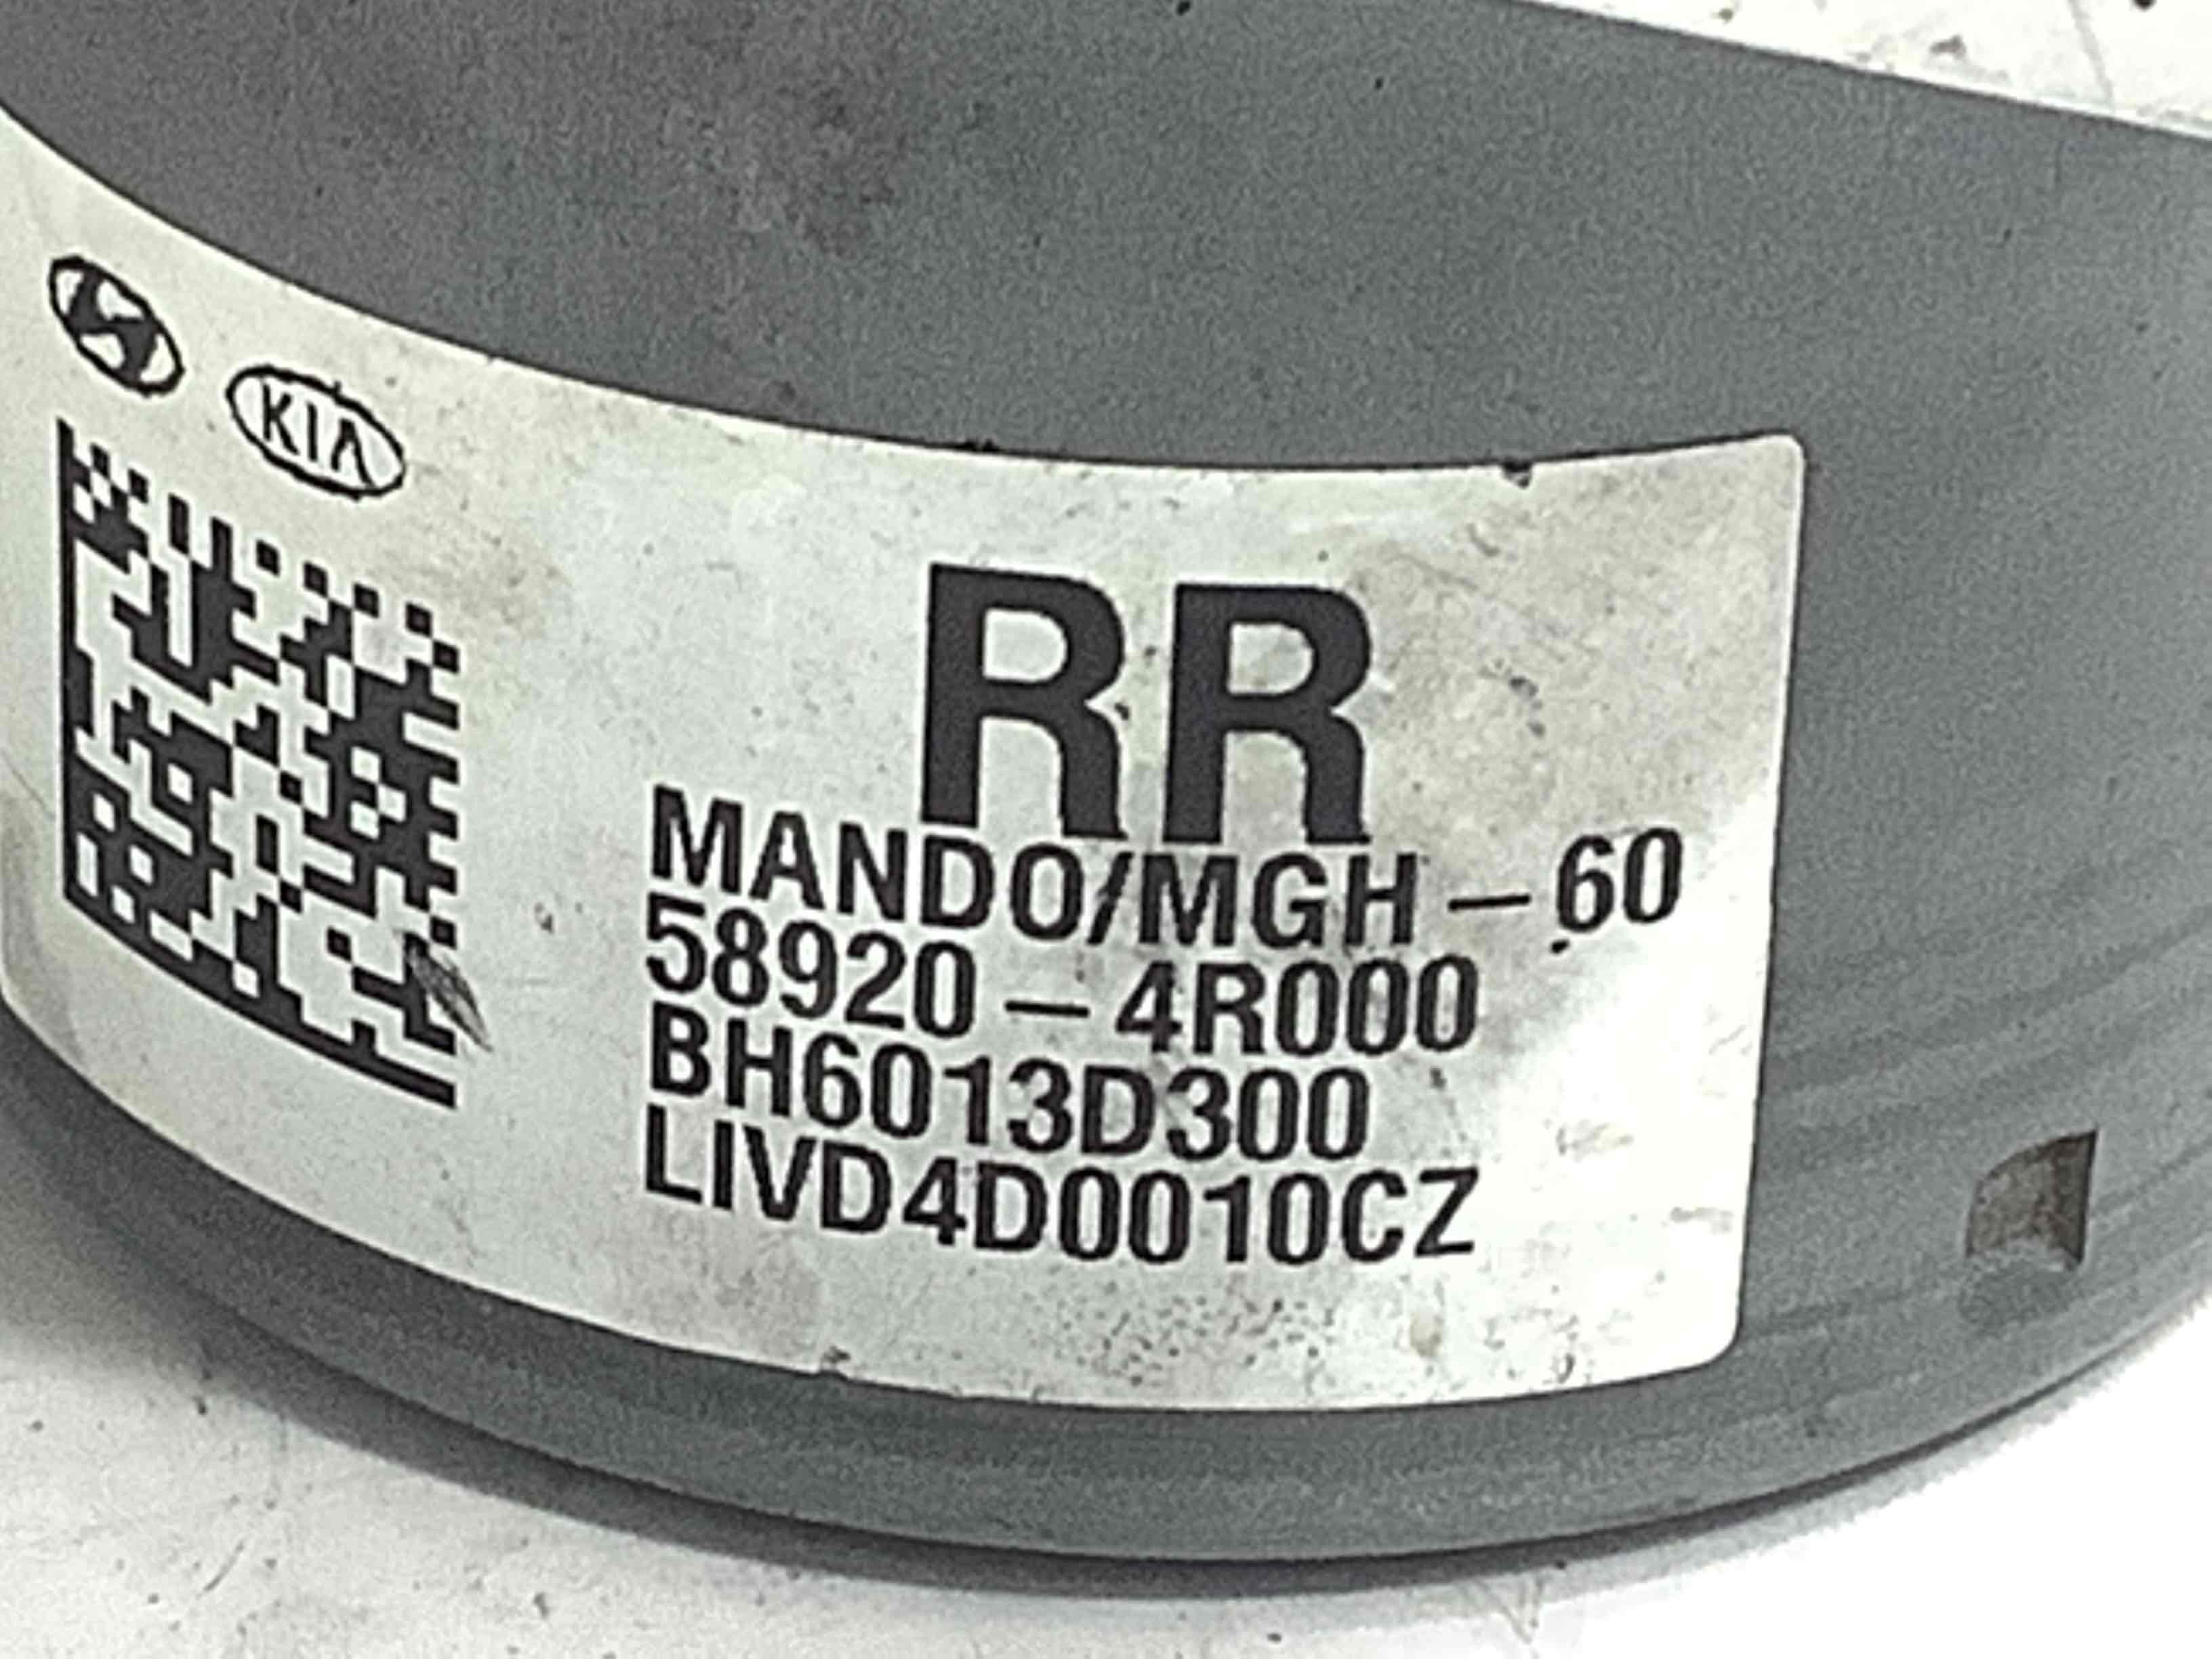 KIA
RR
MANDO/MGH-60
58920-4R000
BH6013D300
LIVD4D0010CZ